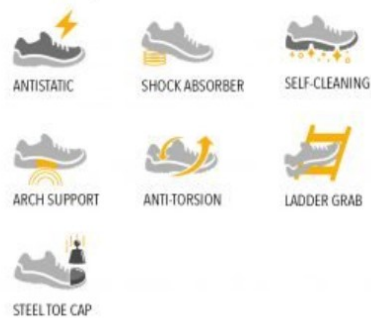 ANTISTATIC
SHOCK ABSORBER
SELF-CLEANING
ARCH SUPPORT
ANTI-TORSION
LADDER GRAB
STEEL TOE CAP